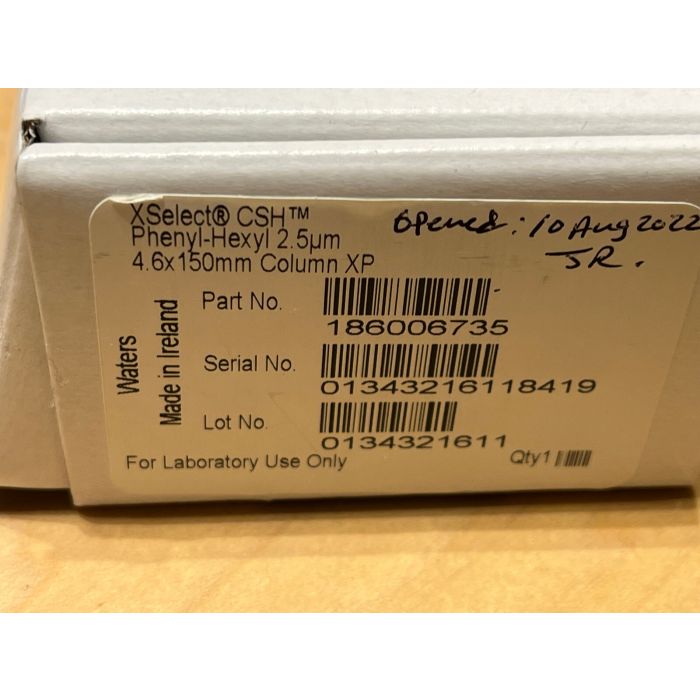 XSelect® CSH™
Phenyl-Hexyl 2.5µm
4.6x150mm Column XP
Opened: 10 Aug 2022
JR.
Waters
Made in Ireland
Part No.
186006735
Serial No.
01343216118419
Lot No.
0134321611
For Laboratory Use Only
Qty1